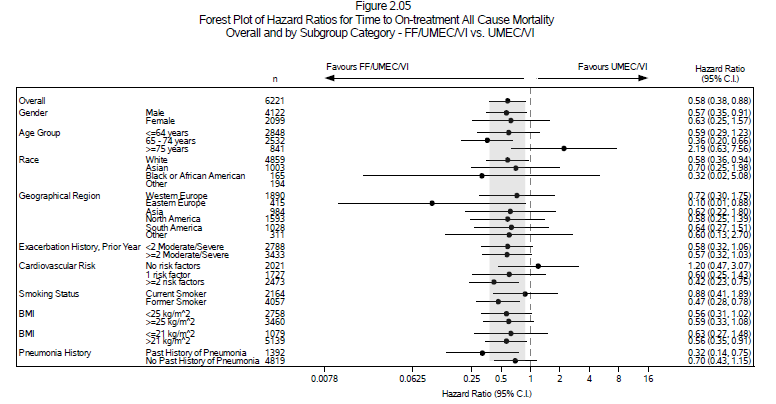 Figure 2.05
Forest Plot of Hazard Ratios for Time to On-treatment All Cause Mortality
Overall and by Subgroup Category - FF/UMEC/VI vs. UMEC/VI
Favours FF/UMEC/VI Favours UMEC/VI Hazard Ratio
n (95% C.I.)
Overall 6221 0.58 (0.38, 0.88)
Gender Male 4122 0.57 (0.35, 0.91)
Female 2099 0.63 (0.25, 1.57)
Age Group <=64 years 2848 0.59 (0.29, 1.23)
65 - 74 years 2532 0.36 (0.20, 0.66)
>=75 years 841 2.19 (0.63, 7.56)
Race White 4859 0.58 (0.36, 0.94)
Asian 1003 0.70 (0.25, 1.98)
Black or African American 165 0.32 (0.02, 5.08)
Other 194
Geographical Region Western Europe 1890 0.72 (0.30, 1.75)
Eastern Europe 415 0.10 (0.01, 0.88)
Asia 984 0.62 (0.22, 1.80)
North America 1593 0.58 (0.25, 1.39)
South America 1028 0.64 (0.27, 1.51)
Other 311 0.60 (0.13, 2.70)
Exacerbation History, Prior Year <2 Moderate/Severe 2788 0.58 (0.32, 1.06)
>=2 Moderate/Severe 3433 0.57 (0.32, 1.03)
Cardiovascular Risk No risk factors 2021 1.20 (0.47, 3.07)
1 risk factor 1727 0.60 (0.25, 1.43)
>=2 risk factors 2473 0.42 (0.23, 0.75)
Smoking Status Current Smoker 2164 0.88 (0.41, 1.89)
Former Smoker 4057 0.47 (0.28, 0.78)
BMI <25 kg/m^2 2758 0.56 (0.31, 1.02)
>=25 kg/m^2 3460 0.59 (0.33, 1.08)
BMI <=21 kg/m^2 1079 0.63 (0.27, 1.48)
>21 kg/m^2 5139 0.56 (0.35, 0.91)
Pneumonia History Past History of Pneumonia 1392 0.32 (0.14, 0.75)
No Past History of Pneumonia 4819 0.70 (0.43, 1.15)
0.0078 0.0625 0.25 0.5 1 2 4 8 16
Hazard Ratio (95% C.I.)